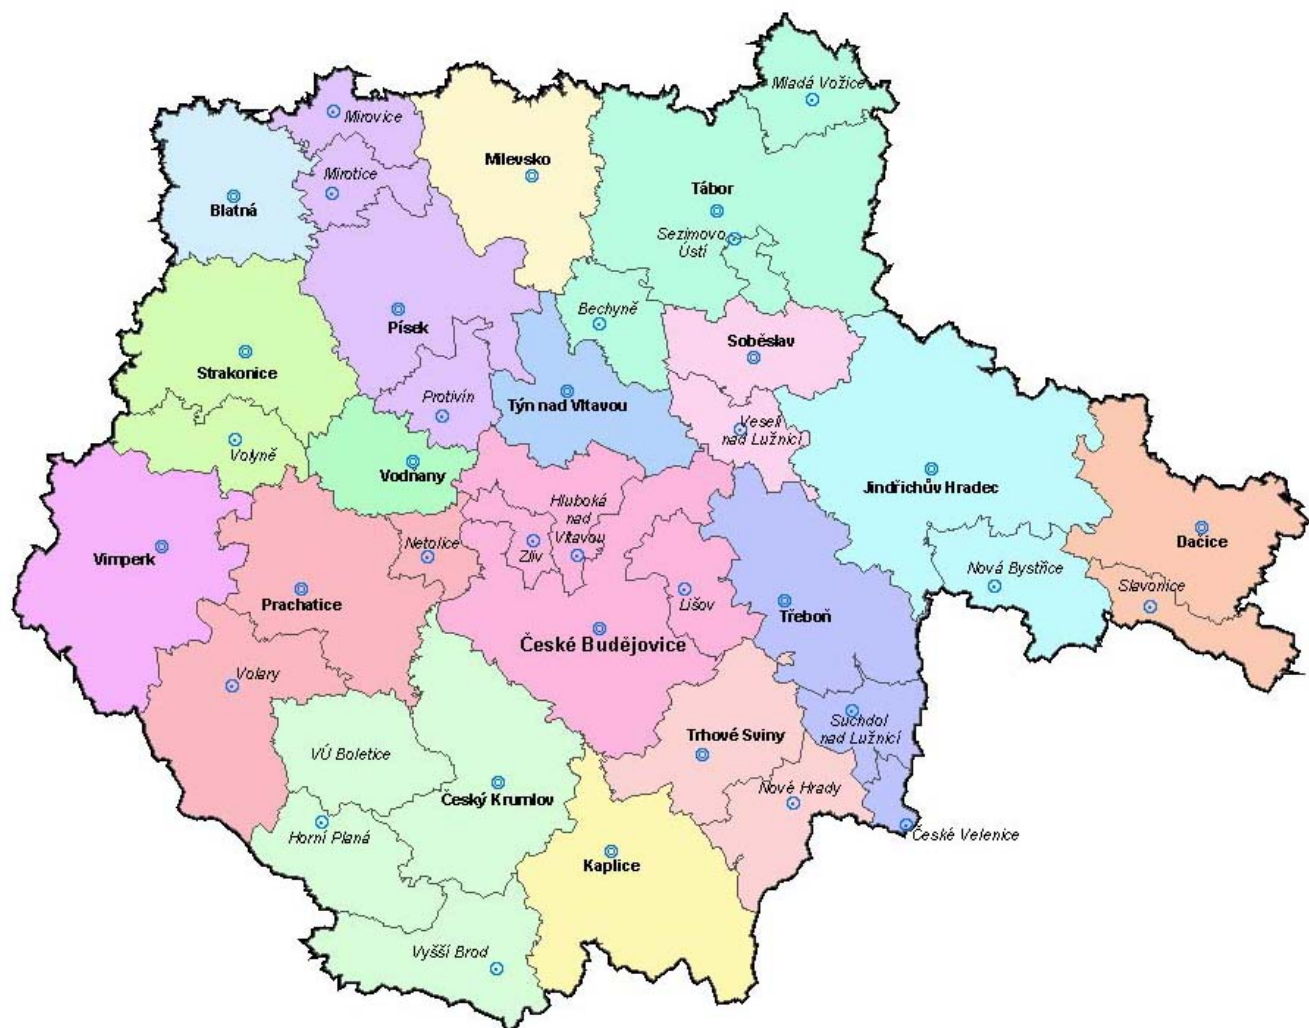 Mladá Vožice
Mirovice
Milevsko
Mirotice
Tábor
Blatná
Sezimovo
Ústí
Bechyně
Písek
Soběslav
Strakonice
Protivín
Týn nad Vltavou
Veselí
nad Lužnicí
Volyně
Vodňany
Jindřichův Hradec
Hluboká
nad
Vltavou
Dačice
Netolice
Zliv
Vimperk
Nová Bystřice
Slavonice
Prachatice
Lišov
Třeboň
České Budějovice
Volary
Suchdol
nad Lužnicí
Trhové Sviny
VÚ Boletice
Nové Hrady
Český Krumlov
Horní Planá
České Velenice
Kaplice
Vyšší Brod